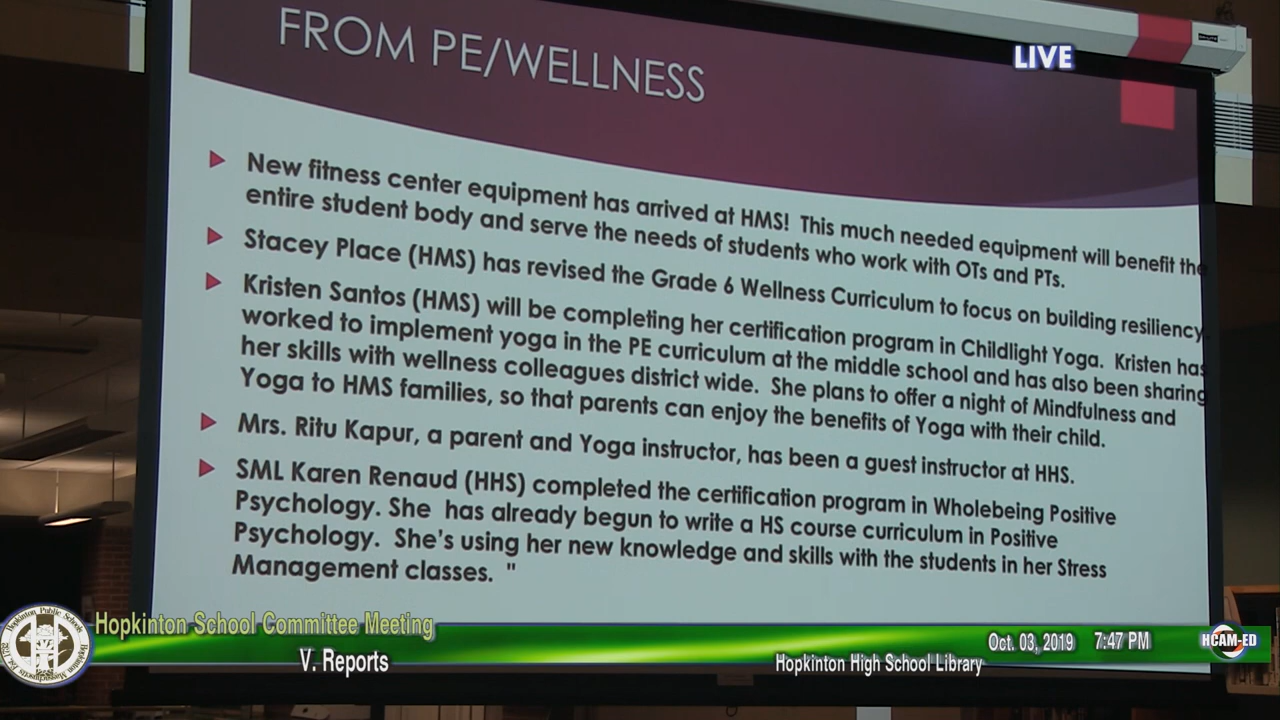 FROM PE/WELLNESS
LIVE
New fitness center equipment has arrived at HMS! This much needed equipment will benefit the
entire student body and serve the needs of students who work with OTs and PTs.
Stacey Place (HMS) has revised the Grade 6 Wellness Curriculum to focus on building resiliency.
Kristen Santos (HMS) will be completing her certification program in Childlight Yoga. Kristen has
worked to implement yoga in the PE curriculum at the middle school and has also been sharing
her skills with wellness colleagues district wide. She plans to offer a night of Mindfulness and
Yoga to HMS families, so that parents can enjoy the benefits of Yoga with their child.
Mrs. Ritu Kapur, a parent and Yoga instructor, has been a guest instructor at HHS.
SML Karen Renaud (HHS) completed the certification program in Wholebeing Positive
Psychology. She has already begun to write a HS course curriculum in Positive
Psychology. She's using her new knowledge and skills with the students in her Stress
Management classes. "
Hopkinton School Committee Meeting
V. Reports
Oct. 03, 2019 7:47 PM
Hopkinton High School Library
HCAM-ED
Hopkinton Public Schools